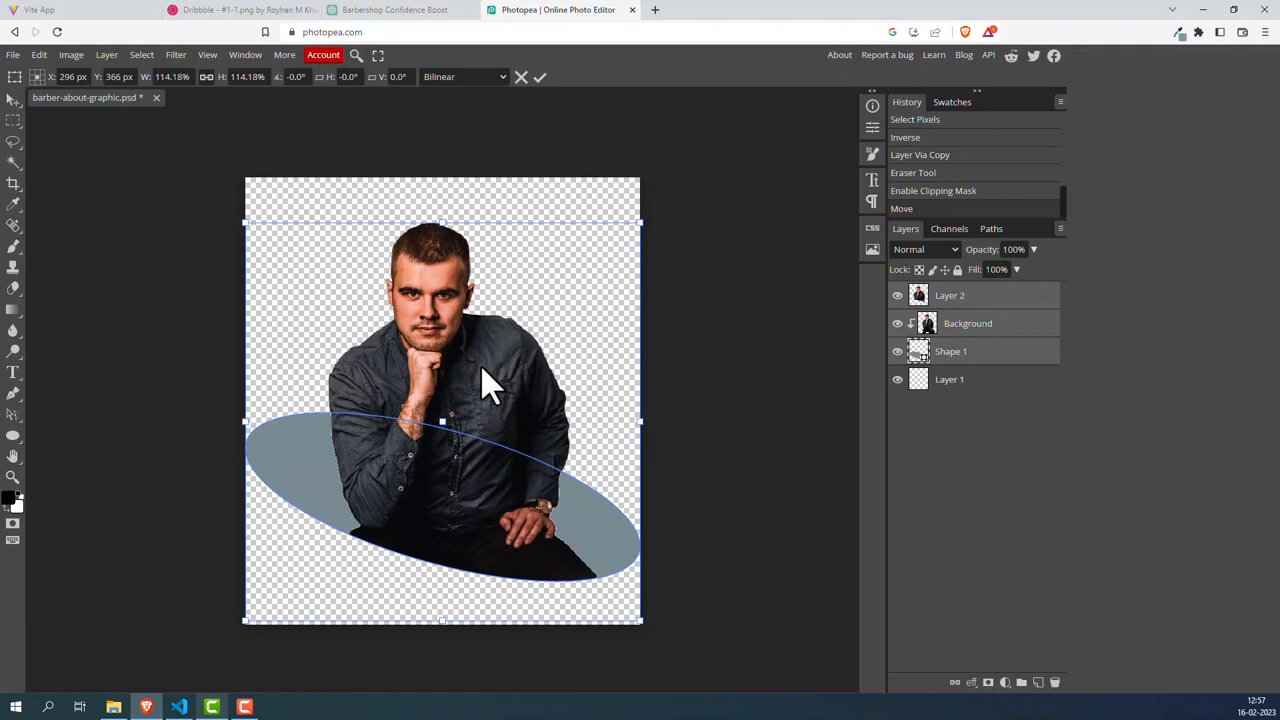 Vite App
Dribbble - #1-1.png by Royhan M Kha
Barbershop Confidence Boost
Photopea | Online Photo Editor
photopea.com
File Edit Image Layer Select Filter View Window More Account
About Report a bug Learn Blog API
X: 296 px Y: 366 px W: 114.18% H: 114.18% ∡: -0.0° H: -0.0° V: 0.0° Bilinear
barber-about-graphic.psd *
History Swatches
Select Pixels
Inverse
Layer Via Copy
Eraser Tool
Enable Clipping Mask
Move
Layers Channels Paths
Normal Opacity: 100%
Lock: Fill: 100%
Layer 2
Background
Shape 1
Layer 1
CSS
eff
12:57
16-02-2023